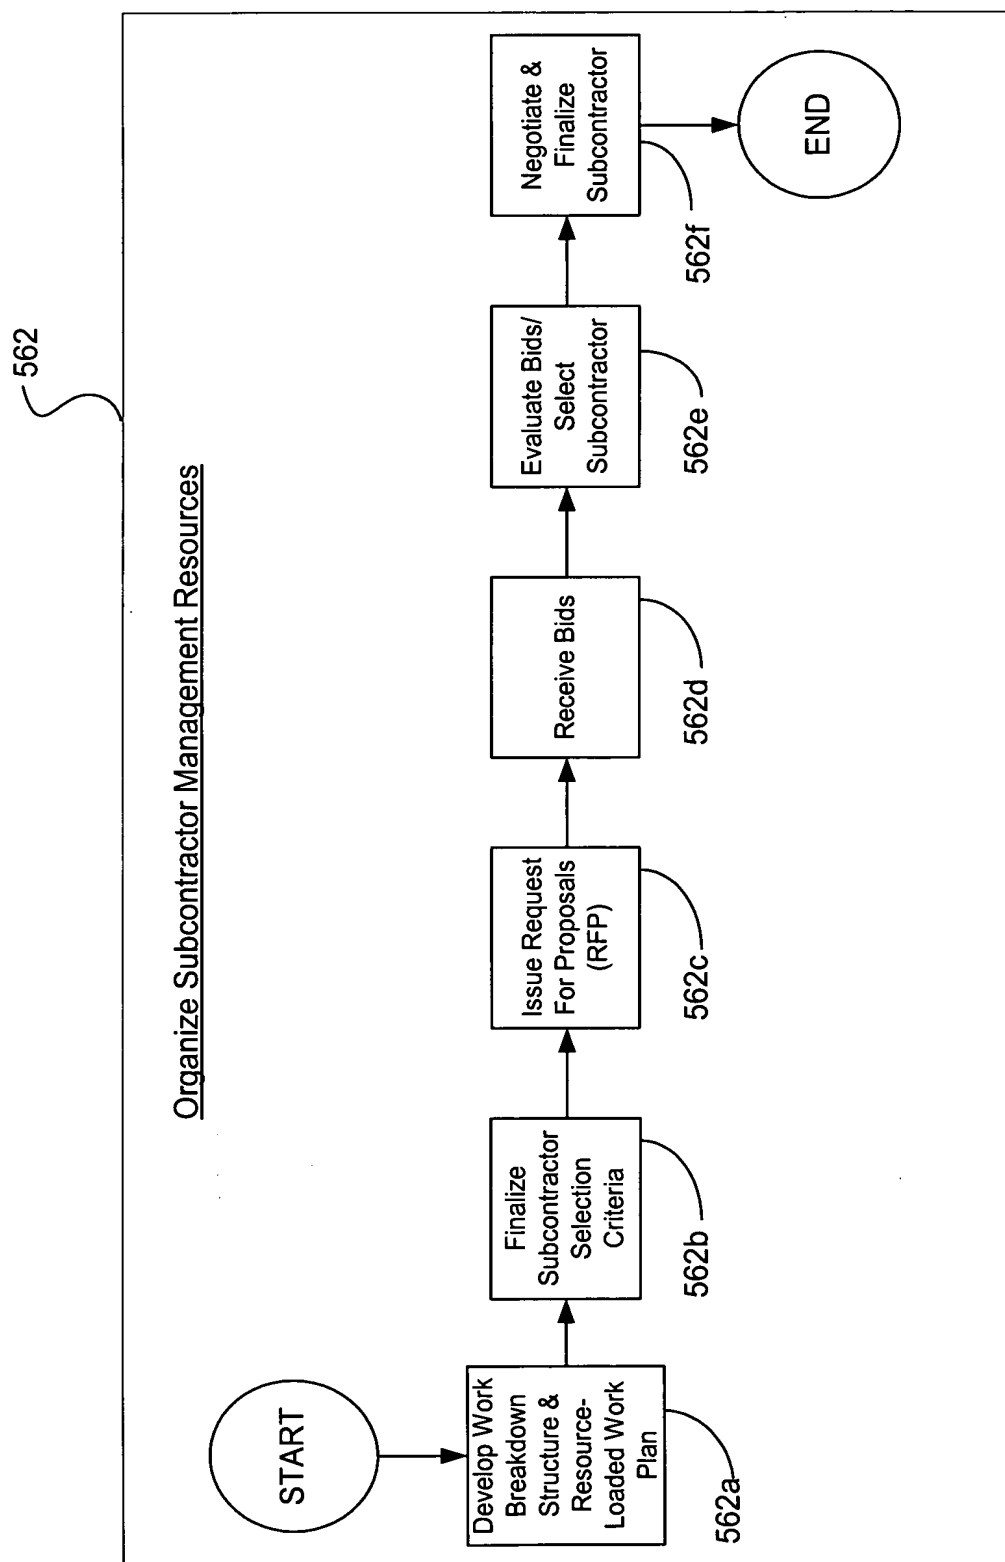 562
Organize Subcontractor Management Resources
START
Develop Work
Breakdown
Structure &
Resource-
Loaded Work
Plan
562a
Finalize
Subcontractor
Selection
Criteria
562b
Issue Request
For Proposals
(RFP)
562c
Receive Bids
562d
Evaluate Bids/
Select
Subcontractor
562e
Negotiate &
Finalize
Subcontractor
562f
END